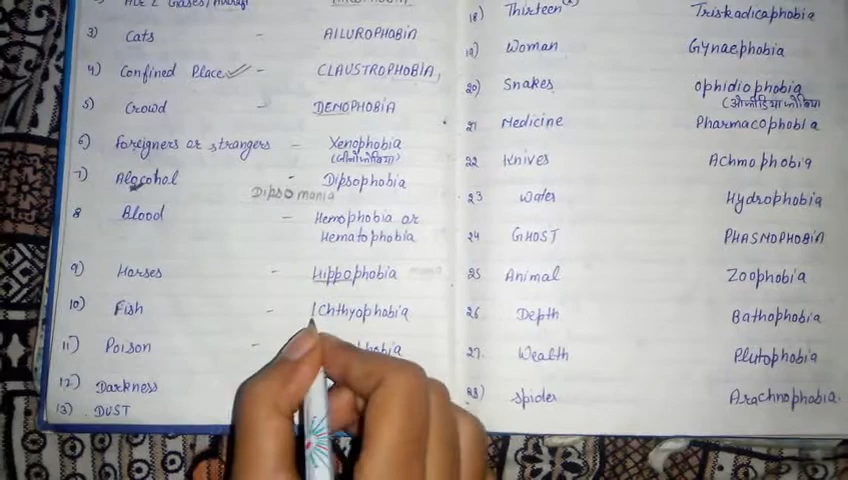 3) Cats - AILUROPHOBIA
4) Confined Place - CLAUSTROPHOBIA,
5) Crowd - DEMOPHOBIA
6) Foreigners or strangers - Xenophobia
(जीनोफोबिया)
7) Alocohol - Dipsophobia
Dipsomania
8 Blood - Hemophobia or
Hematophobia
9) Horses - Hippophobia
10) Fish - Ichthyophobia
11) Poison -
12) Darkness
13) DUST
18) Thirteen Triskadicaphobia
19) Woman Gynaephobia
20) Snakes Ophidiophobia
21 Medicine Pharmacophobia
22 Knives Achmophobia
23 Water Hydrophobia
24 GHOST PHASMOPHOBIA
25 Animal Zoophobia
26 Depth Bathophobia
27. Wealth Plutophobia
28) Spider Arachnophobia.